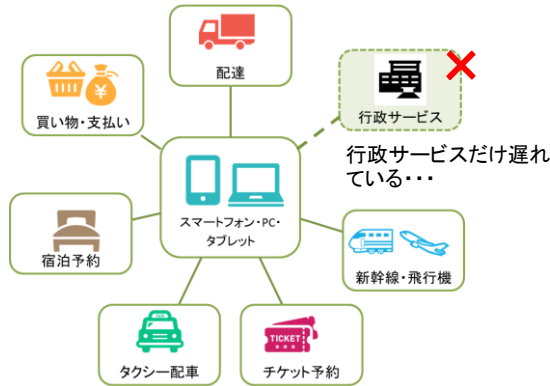 配達
買い物・支払い
行政サービス
行政サービスだけ遅れ
ている・・・
スマートフォン・PC・
タブレット
宿泊予約
新幹線・飛行機
TAXI
タクシー配車
TICKET
チケット予約